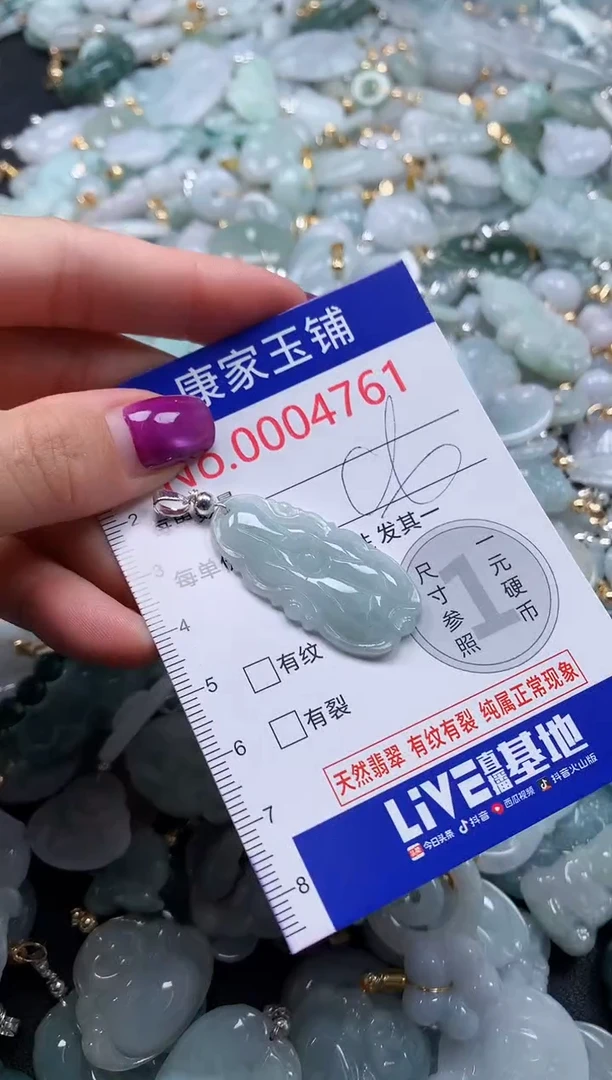 康家玉铺
No.0004761
发其一
每单
尺寸参照
1
一元硬币
2
3
4
5
6
7
8
□有纹
□有裂
天然翡翠 有纹有裂 纯属正常现象
LiVE直播基地
今日头条 抖音 西瓜视频 抖音火山版